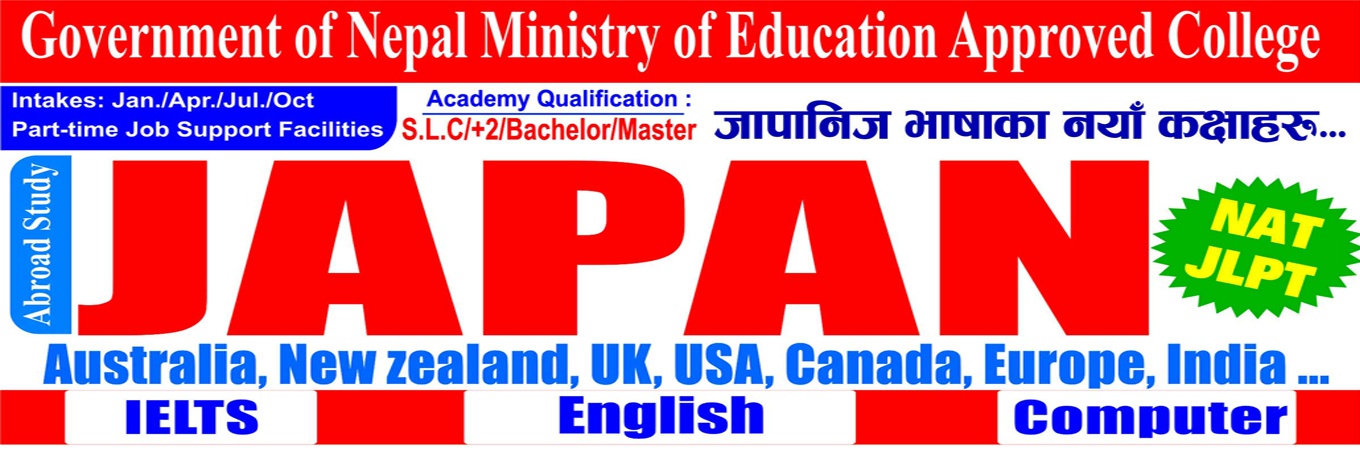 Government of Nepal Ministry of Education Approved College
Intakes: Jan./Apr./Jul./Oct
Part-time Job Support Facilities
Academy Qualification :
S.L.C/+2/Bachelor/Master
जापानिज भाषाका नयाँ कक्षाहरू...
Abroad Study
JAPAN
NAT
JLPT
Australia, New zealand, UK, USA, Canada, Europe, India ...
IELTS
English
Computer